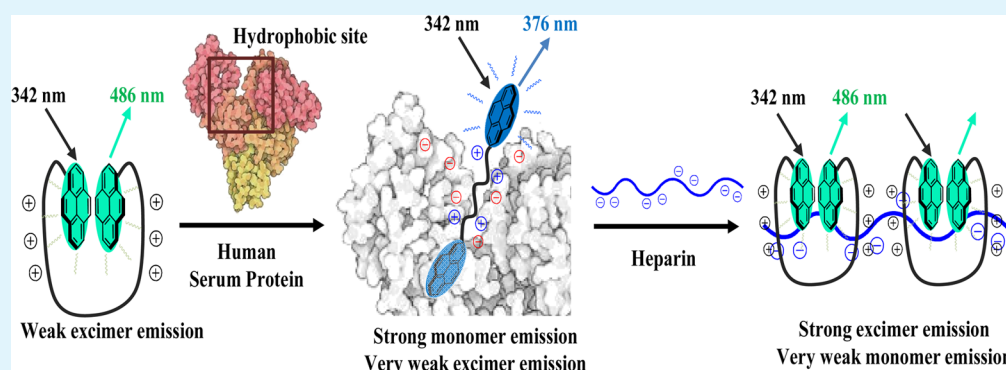 Hydrophobic site
342 nm
486 nm
Human
Serum Protein
Weak excimer emission
342 nm
376 nm
Strong monomer emission
Very weak excimer emission
Heparin
342 nm
486 nm
Strong excimer emission
Very weak monomer emission